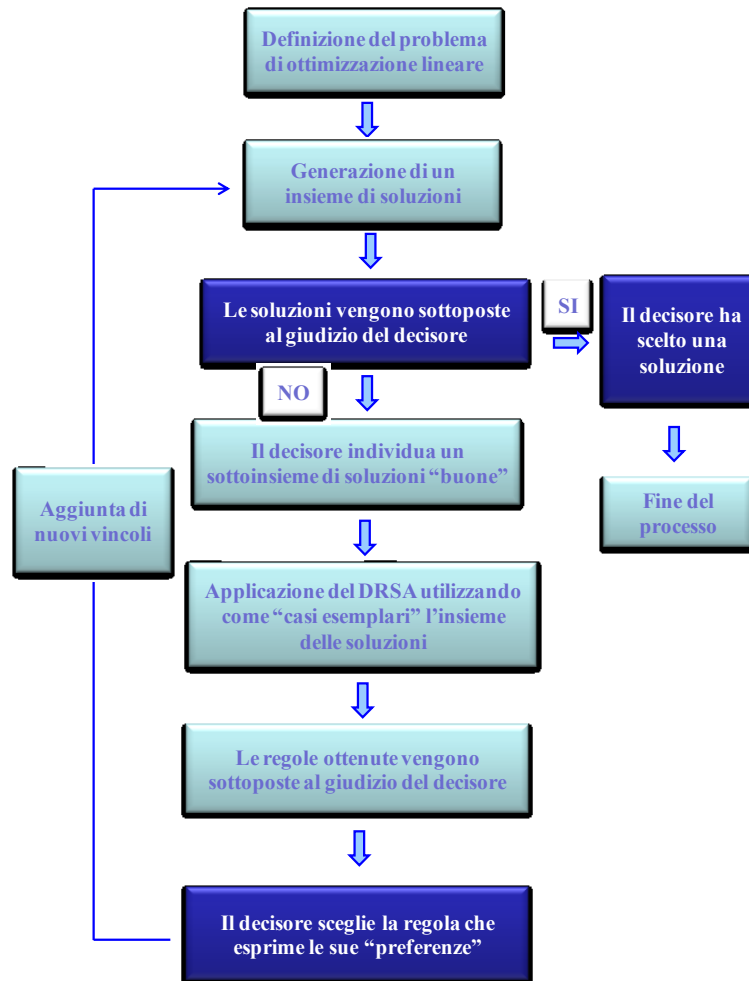 Definizione del problema
di ottimizzazione lineare
Generazione di un
insieme di soluzioni
Le soluzioni vengono sottoposte
al giudizio del decisore
SI
Il decisore ha
scelto una
soluzione
NO
Il decisore individua un
sottoinsieme di soluzioni “buone”
Fine del
processo
Aggiunta di
nuovi vincoli
Applicazione del DRSA utilizzando
come “casi esemplari” l’insieme
delle soluzioni
Le regole ottenute vengono
sottoposte al giudizio del decisore
Il decisore sceglie la regola che
esprime le sue “preferenze”